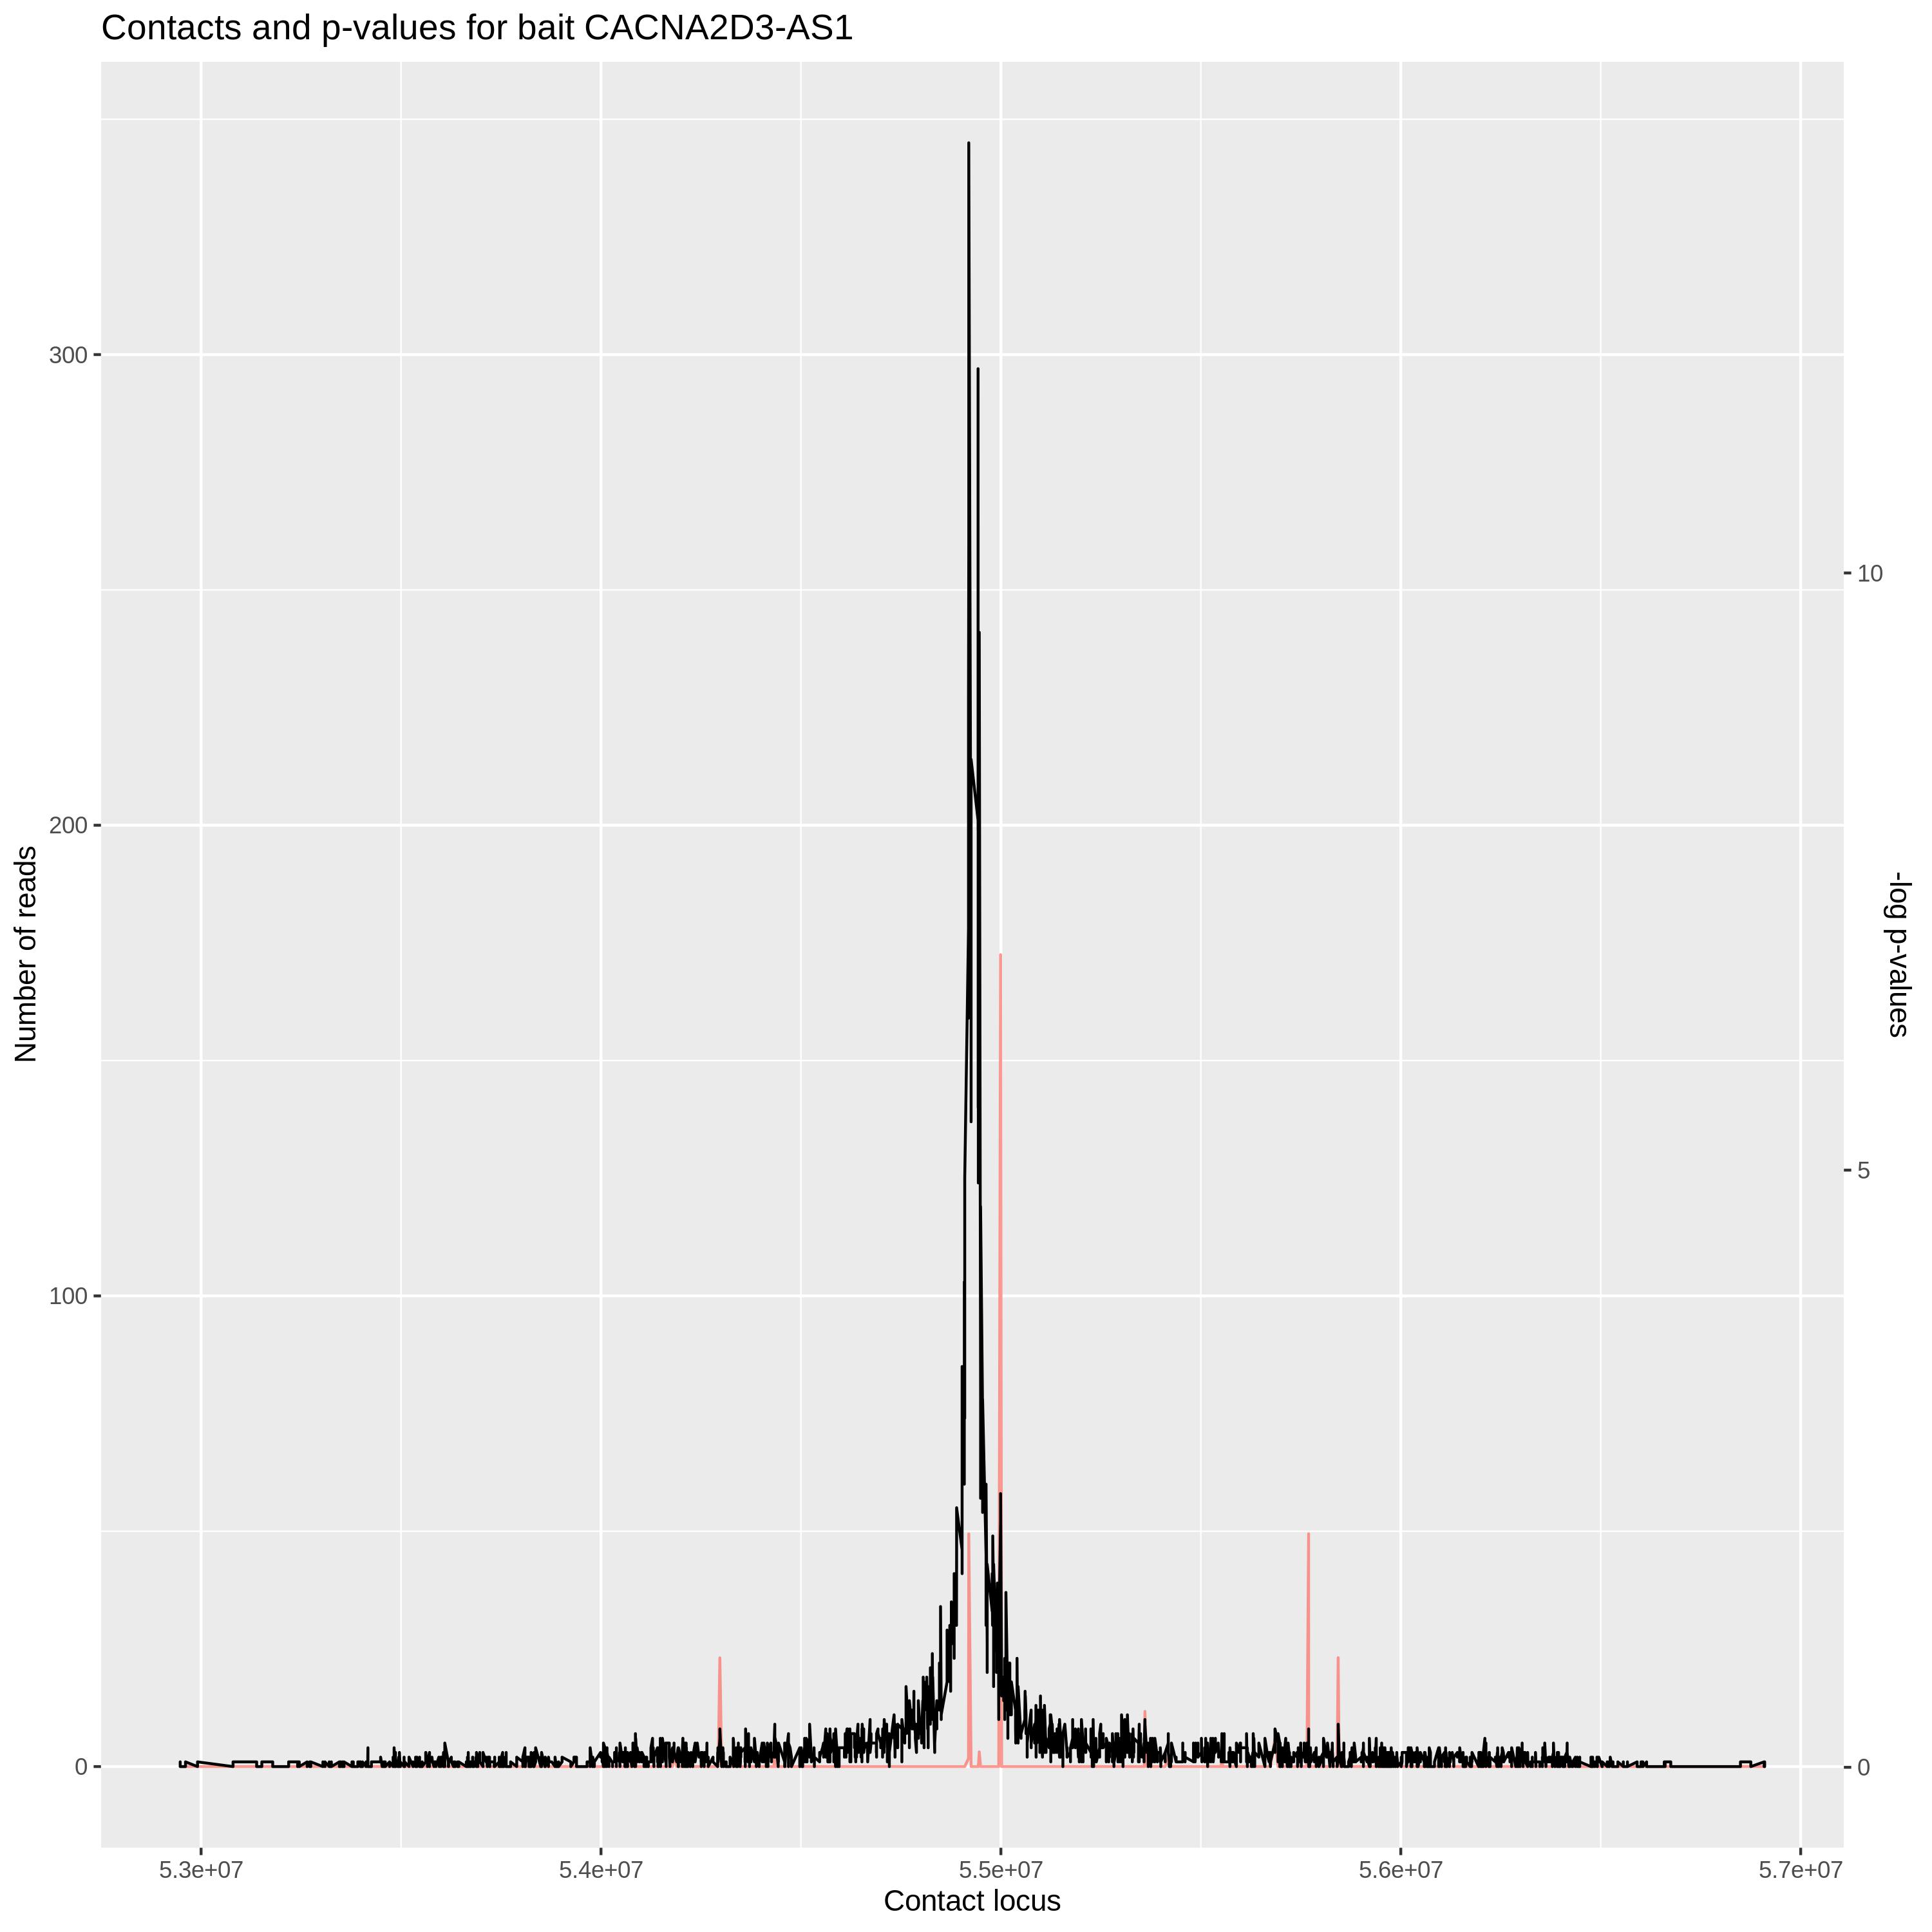 Contacts and p-values for bait CACNA2D3-AS1
Number of reads
300
200
100
0
10
5
0
-log p-values
5.3e+07
5.4e+07
5.5e+07
5.6e+07
5.7e+07
Contact locus